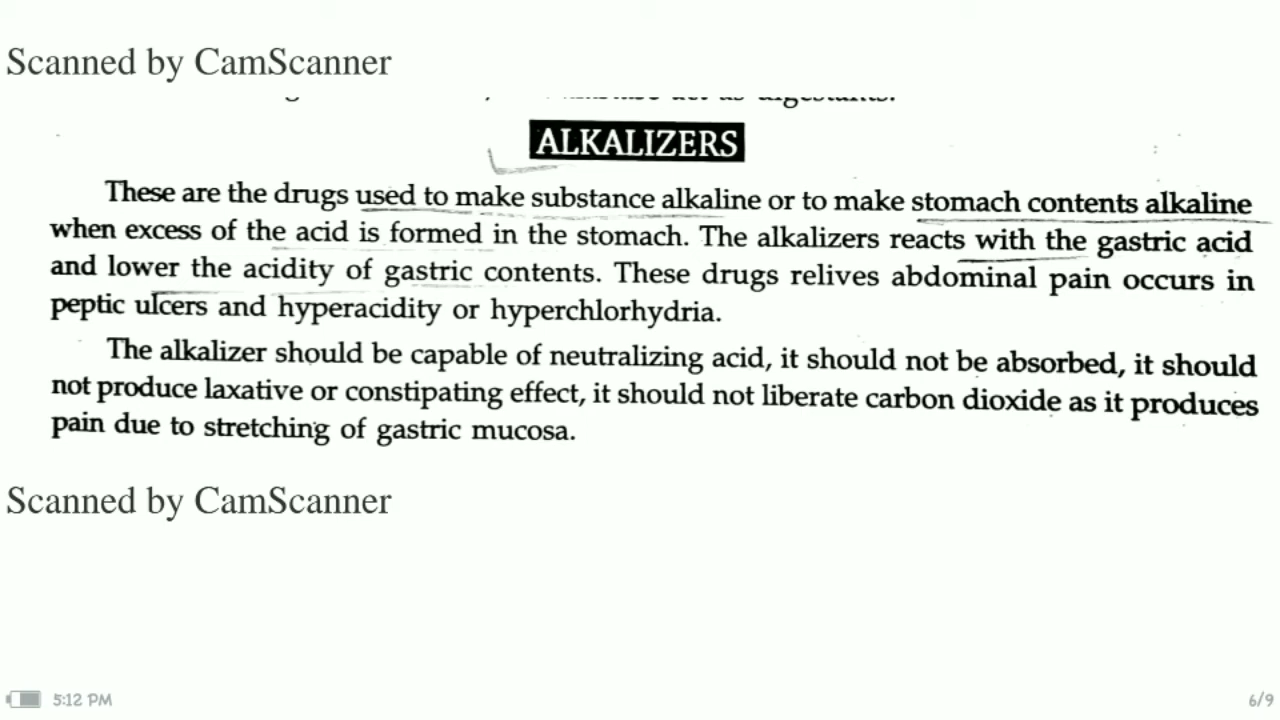 Scanned by CamScanner
act as digestants.
ALKALIZERS
These are the drugs used to make substance alkaline or to make stomach contents alkaline
when excess of the acid is formed in the stomach. The alkalizers reacts with the gastric acid
and lower the acidity of gastric contents. These drugs relives abdominal pain occurs in
peptic ulcers and hyperacidity or hyperchlorhydria.
The alkalizer should be capable of neutralizing acid, it should not be absorbed, it should
not produce laxative or constipating effect, it should not liberate carbon dioxide as it produces
pain due to stretching of gastric mucosa.
Scanned by CamScanner
5:12 PM
6/9